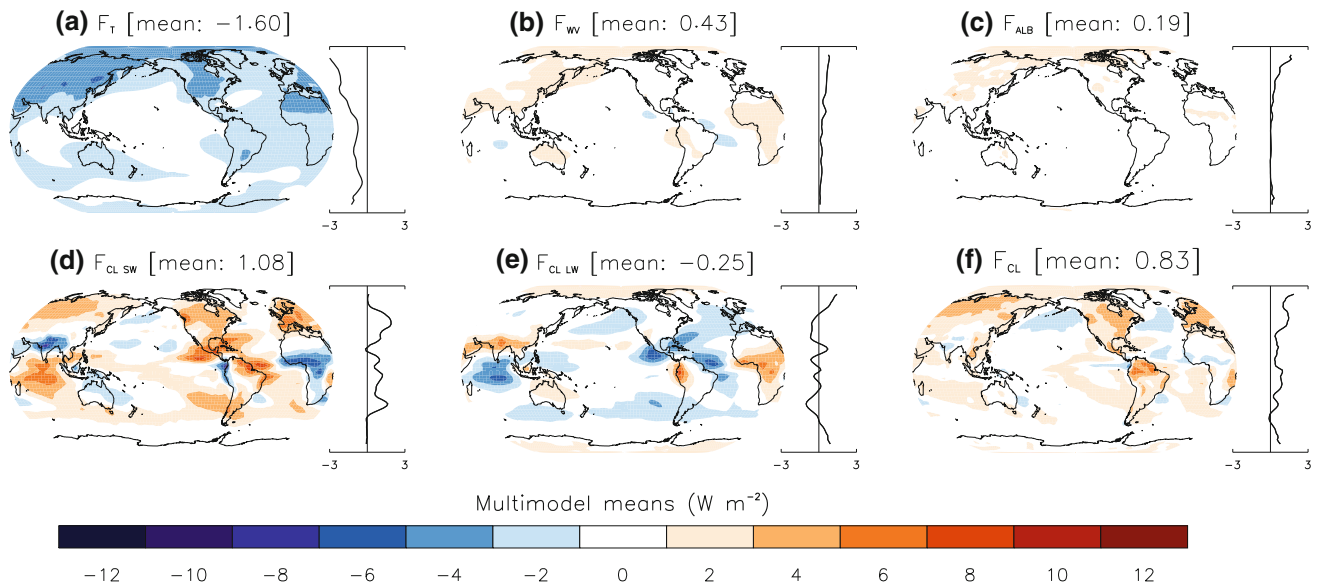 (a) F_T [mean: −1.60]
(b) F_WV [mean: 0.43]
(c) F_ALB [mean: 0.19]
−3 3
−3 3
−3 3
(d) F_CL SW [mean: 1.08]
(e) F_CL LW [mean: −0.25]
(f) F_CL [mean: 0.83]
−3 3
−3 3
−3 3
Multimodel means (W m⁻²)
−12 −10 −8 −6 −4 −2 0 2 4 6 8 10 12